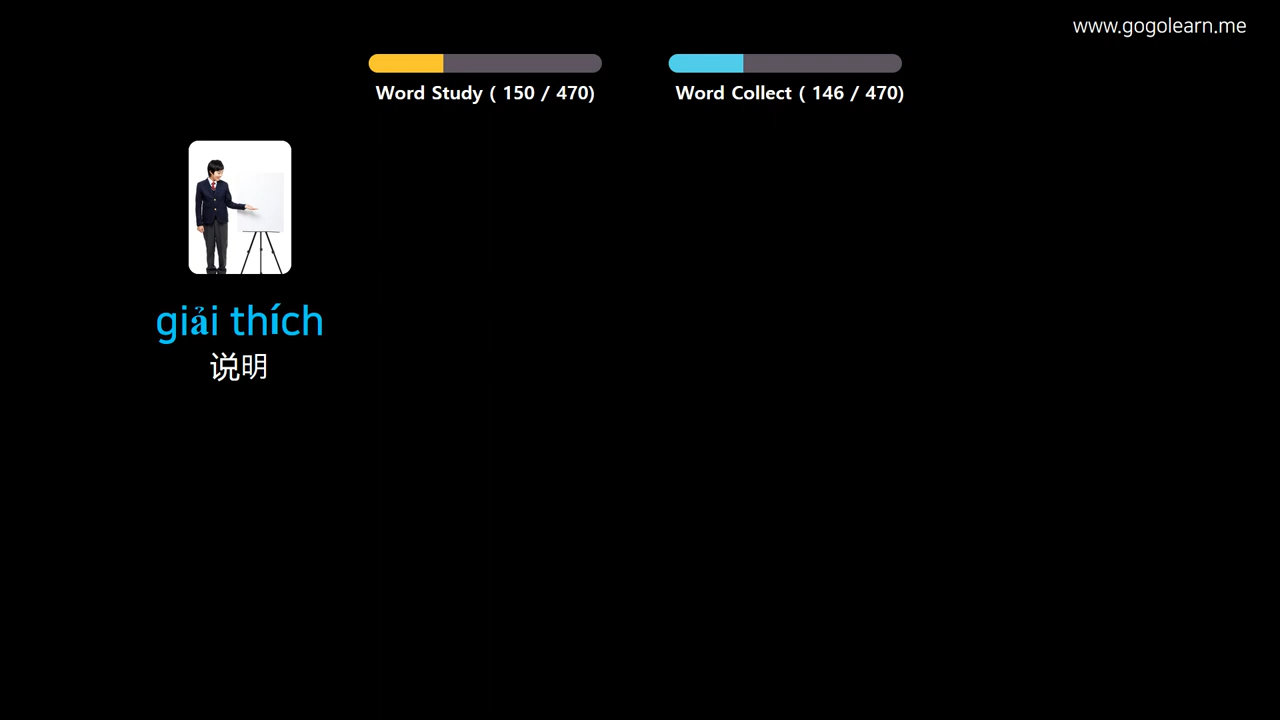 www.gogolearn.me
Word Study ( 150 / 470)
Word Collect ( 146 / 470)
giải thích
说明